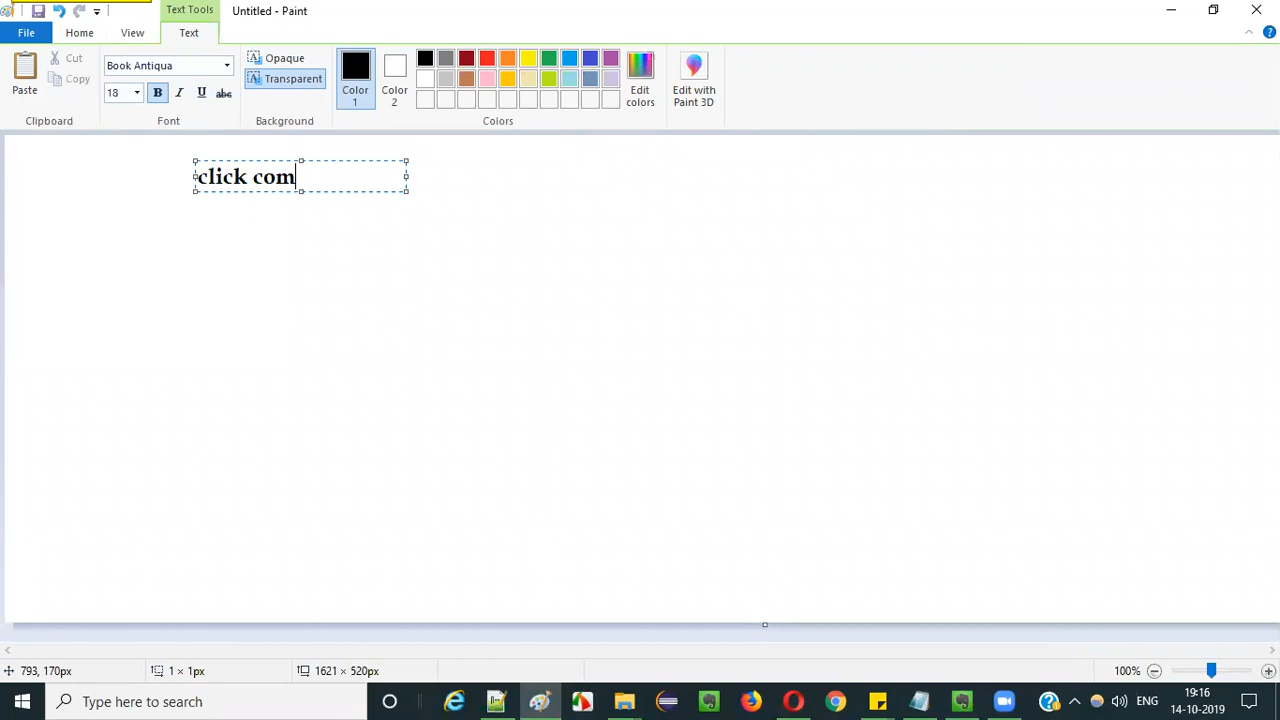 Text Tools
Untitled - Paint
File
Home
View
Text
Paste
Cut
Copy
Clipboard
Book Antiqua
18
B
I
U
abc
Font
A
Opaque
A
Transparent
Background
Color
1
Color
2
Edit
colors
Colors
Edit with
Paint 3D
click com
793, 170px
1 × 1px
1621 × 520px
100%
Type here to search
ENG
19:16
14-10-2019